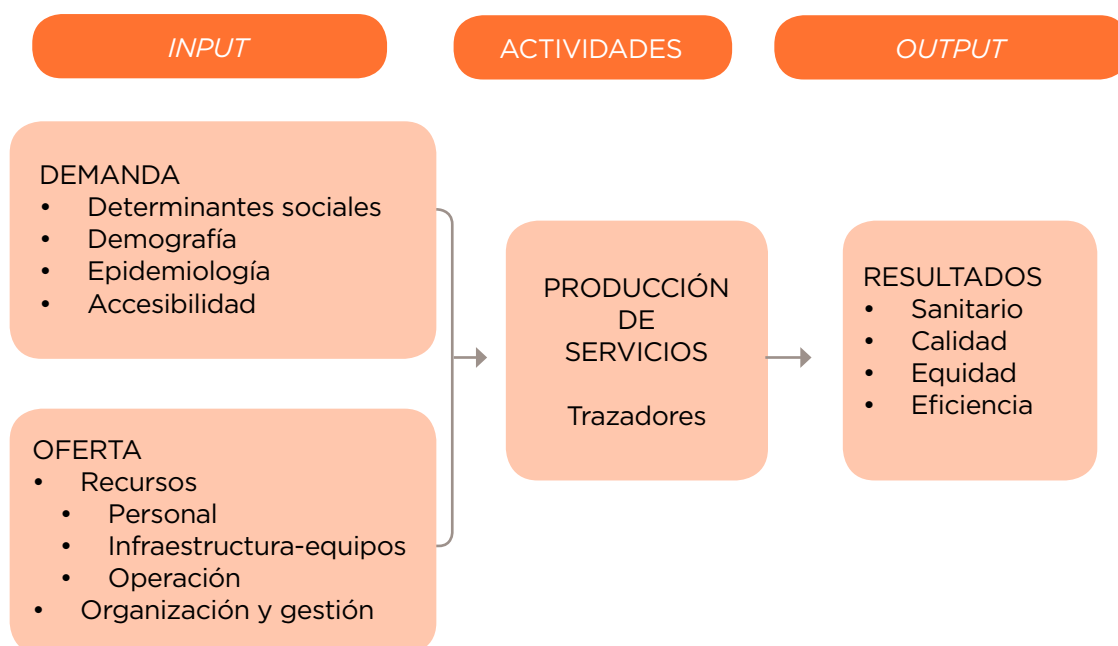 INPUT
ACTIVIDADES
OUTPUT
DEMANDA
• Determinantes sociales
• Demografía
• Epidemiología
• Accesibilidad
OFERTA
• Recursos
• Personal
• Infraestructura-equipos
• Operación
• Organización y gestión
PRODUCCIÓN
DE
SERVICIOS
Trazadores
RESULTADOS
• Sanitario
• Calidad
• Equidad
• Eficiencia